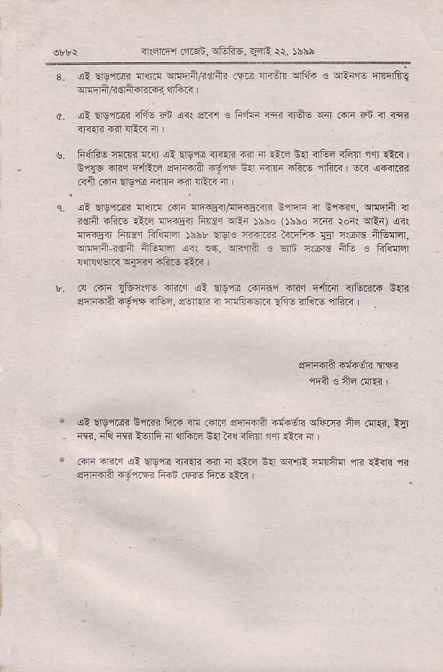 ৩৮৮২ বাংলাদেশ গেজেট, অতিরিক্ত, জুলাই ২২, ১৯৯৯
৪. এই ছাড়পত্রের মাধ্যমে আমদানী/রপ্তানীর ক্ষেত্রে যাবতীয় আর্থিক ও আইনগত দায়দায়িত্ব
আমদানী/রপ্তানীকারকের থাকিবে।
৫. এই ছাড়পত্রের বর্ণিত রুট এবং প্রবেশ ও নির্গমন বন্দর ব্যতীত অন্য কোন রুট বা বন্দর
ব্যবহার করা যাইবে না।
৬. নির্ধারিত সময়ের মধ্যে এই ছাড়পত্র ব্যবহার করা না হইলে উহা বাতিল বলিয়া গণ্য হইবে।
উপযুক্ত কারণ দর্শাইলে প্রদানকারী কর্তৃপক্ষ উহা নবায়ন করিতে পারিবে। তবে একবারের
বেশী কোন ছাড়পত্র নবায়ন করা যাইবে না।
৭. এই ছাড়পত্রের মাধ্যমে কোন মাদকদ্রব্য/মাদকদ্রব্যের উপাদান বা উপকরণ, আমদানী বা
রপ্তানী করিতে হইলে মাদকদ্রব্য নিয়ন্ত্রণ আইন ১৯৯০ (১৯৯০ সনের ২০নং আইন) এবং
মাদকদ্রব্য নিয়ন্ত্রণ বিধিমালা ১৯৯৮ ছাড়াও সরকারের বৈদেশিক মুদ্রা সংক্রান্ত নীতিমালা,
আমদানী-রপ্তানী নীতিমালা এবং শুল্ক, আবগারী ও ভ্যাট সংক্রান্ত নীতি ও বিধিমালা
যথাযথভাবে অনুসরণ করিতে হইবে।
৮. যে কোন যুক্তিসংগত কারণে এই ছাড়পত্র কোনরূপ কারণ দর্শানো ব্যতিরেকে উহার
প্রদানকারী কর্তৃপক্ষ বাতিল, প্রত্যাহার বা সাময়িকভাবে স্থগিত রাখিতে পারিবে।
প্রদানকারী কর্মকর্তার স্বাক্ষর
পদবী ও সীল মোহর।
* এই ছাড়পত্রের উপরের দিকে বাম কোণে প্রদানকারী কর্মকর্তার অফিসের সীল মোহর, ইস্যু
নম্বর, নথি নম্বর ইত্যাদি না থাকিলে উহা বৈধ বলিয়া গণ্য হইবে না।
* কোন কারণে এই ছাড়পত্র ব্যবহার করা না হইলে উহা অবশ্যই সময়সীমা পার হইবার পর
প্রদানকারী কর্তৃপক্ষের নিকট ফেরত দিতে হইবে।